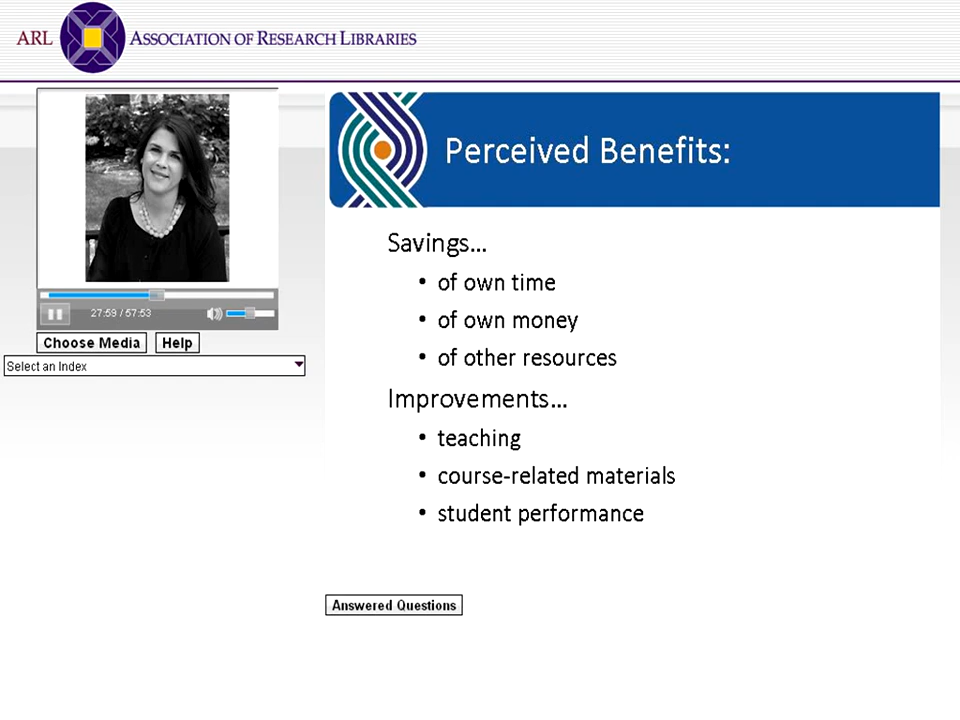 ARL ASSOCIATION OF RESEARCH LIBRARIES
27:59 / 57:53
Choose Media Help
Select an Index
Perceived Benefits:
Savings...
• of own time
• of own money
• of other resources
Improvements...
• teaching
• course-related materials
• student performance
Answered Questions